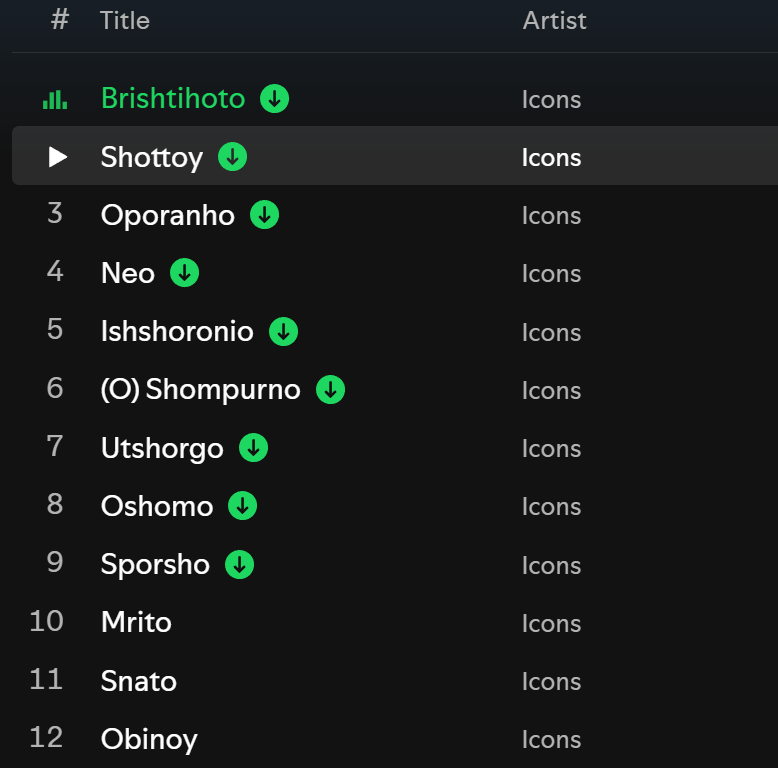 # Title Artist
Brishtihoto Icons
Shottoy Icons
3 Oporanho Icons
4 Neo Icons
5 Ishshoronio Icons
6 (O) Shompurno Icons
7 Utshorgo Icons
8 Oshomo Icons
9 Sporsho Icons
10 Mrito Icons
11 Snato Icons
12 Obinoy Icons